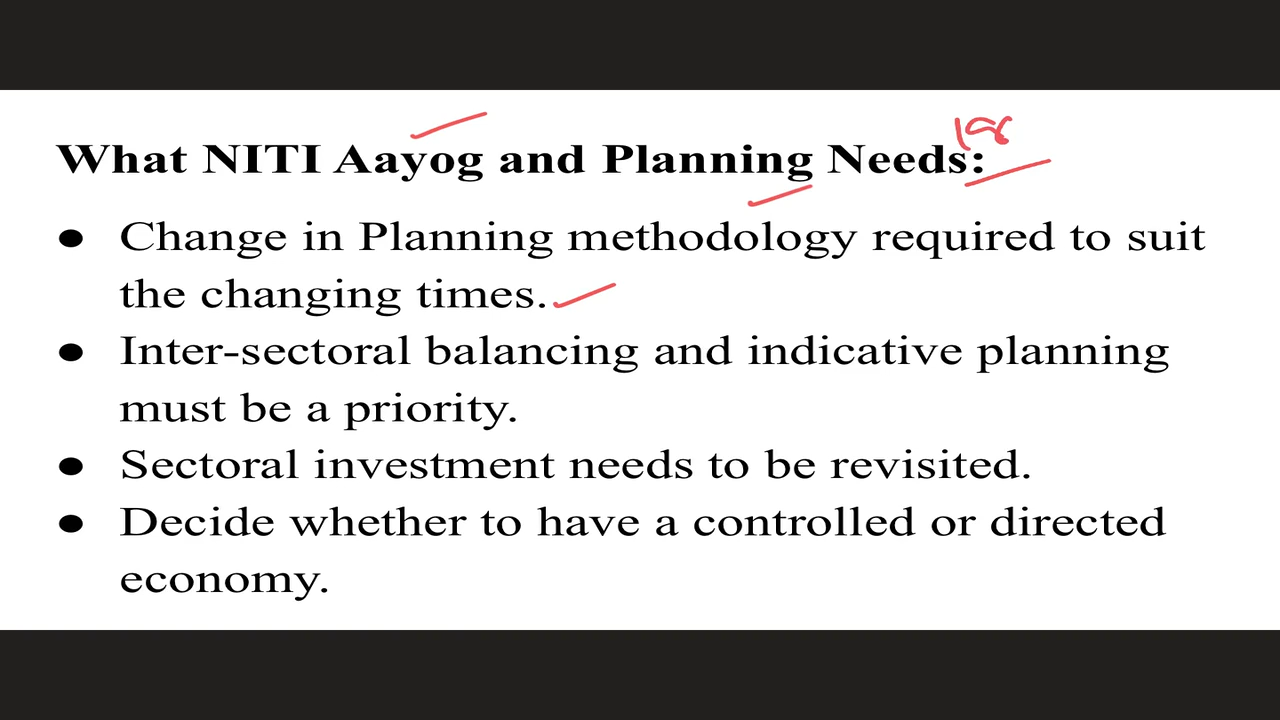 What NITI Aayog and Planning Needs:
● Change in Planning methodology required to suit
the changing times.
● Inter-sectoral balancing and indicative planning
must be a priority.
● Sectoral investment needs to be revisited.
● Decide whether to have a controlled or directed
economy.